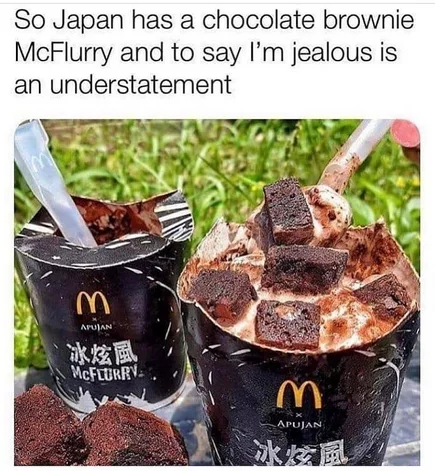 So Japan has a chocolate brownie
McFlurry and to say I'm jealous is
an understatement
M
×
APUJAN
冰炫風
McFLURRY
M
×
APUJAN
冰炫風